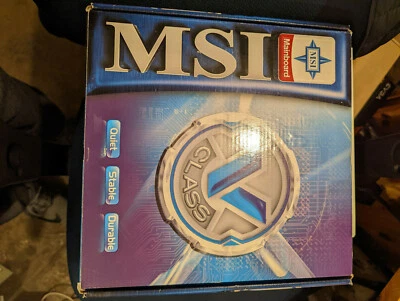 MSI
MSI
Mainboard
Quiet
Stable
Durable
V
CLASS